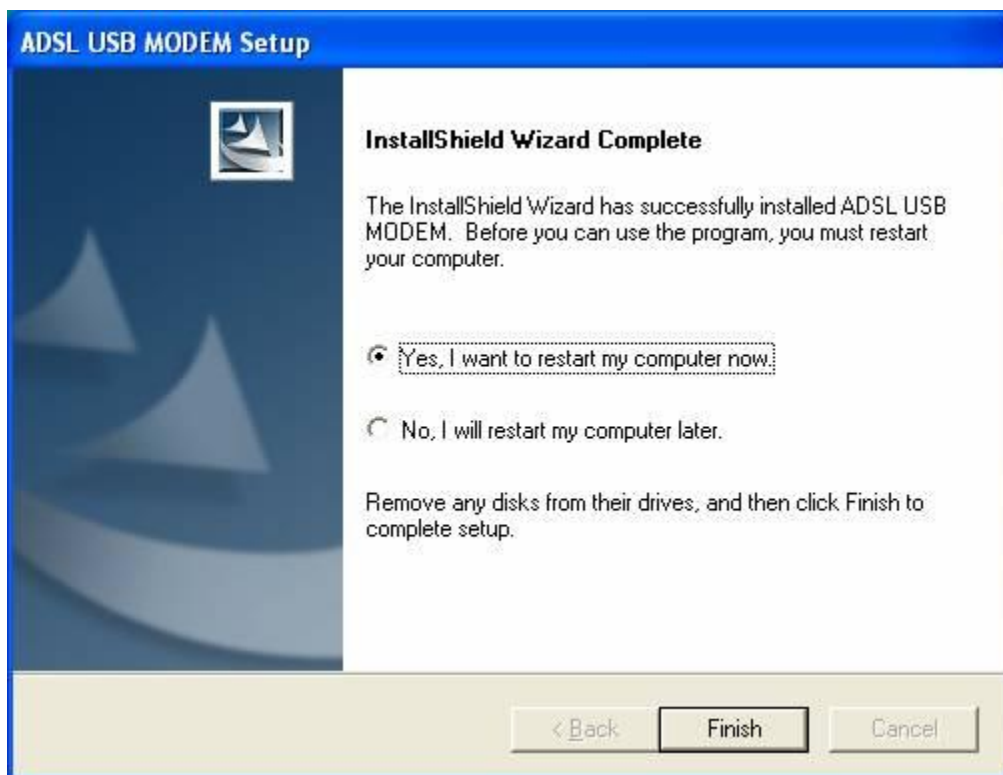 ADSL USB MODEM Setup
InstallShield Wizard Complete
The InstallShield Wizard has successfully installed ADSL USB
MODEM.  Before you can use the program, you must restart
your computer.
Yes, I want to restart my computer now.
No, I will restart my computer later.
Remove any disks from their drives, and then click Finish to
complete setup.
< Back Finish Cancel